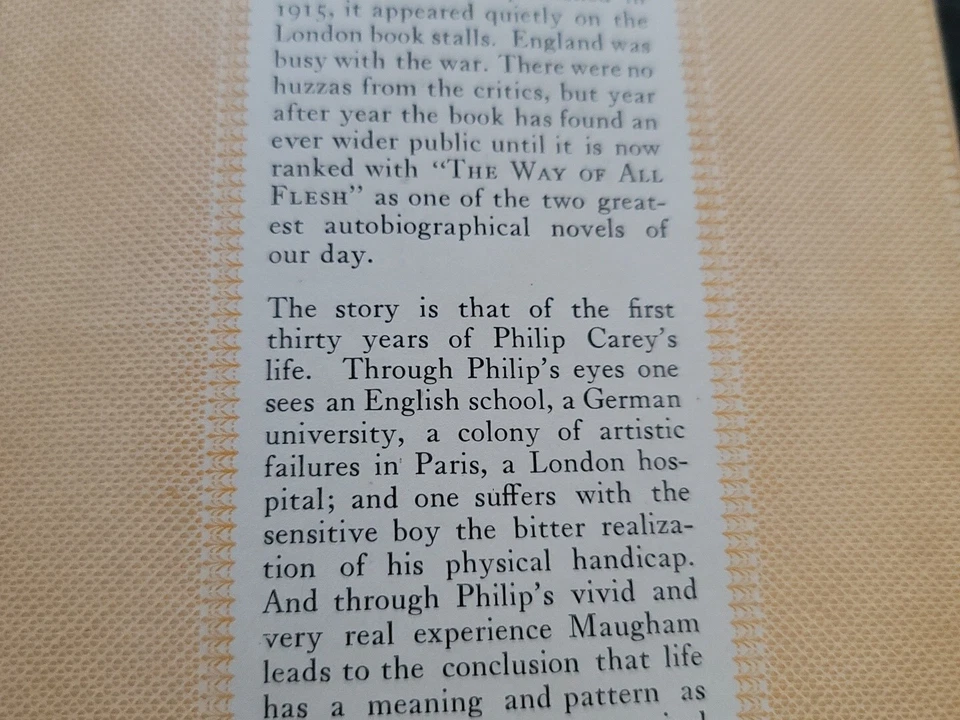 1915, it appeared quietly on the
London book stalls. England was
busy with the war. There were no
huzzas from the critics, but year
after year the book has found an
ever wider public until it is now
ranked with “THE WAY OF ALL
FLESH” as one of the two great-
est autobiographical novels of
our day.
The story is that of the first
thirty years of Philip Carey’s
life. Through Philip’s eyes one
sees an English school, a German
university, a colony of artistic
failures in Paris, a London hos-
pital; and one suffers with the
sensitive boy the bitter realiza-
tion of his physical handicap.
And through Philip’s vivid and
very real experience Maugham
leads to the conclusion that life
has a meaning and pattern as